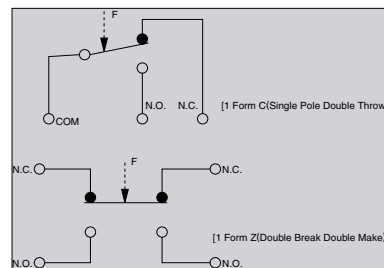 F
N.O.
N.C.
[1 Form C(Single Pole Double Throw
COM
N.C.
F
N.C.
[1 Form Z(Double Break Double Make)
N.O.
N.O.